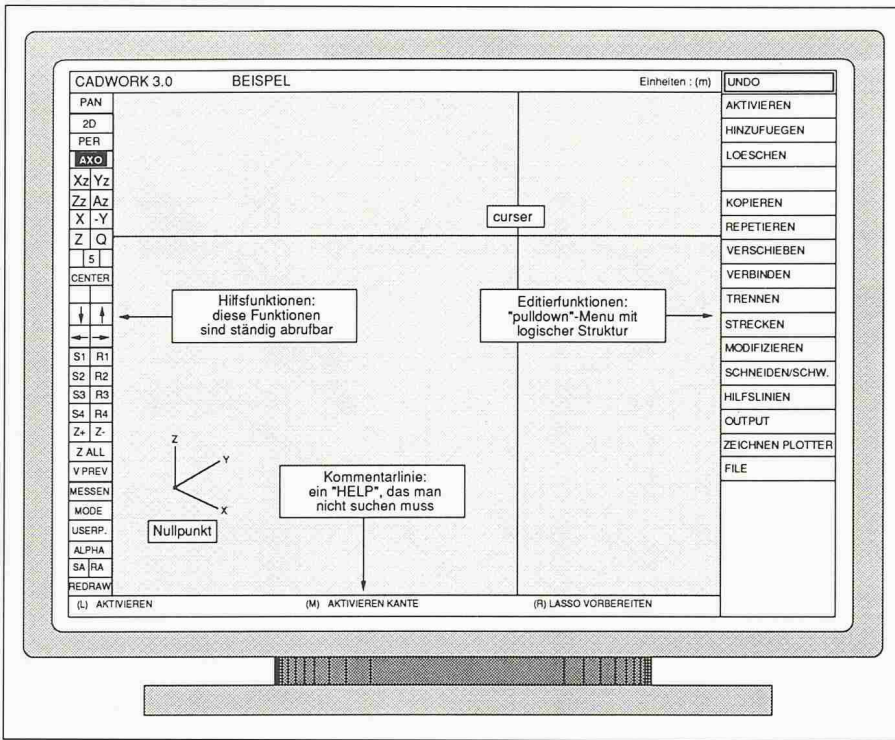 CADWORK 3.0 BEISPEL Einheiten : (m)
PAN
2D
PER
AXO
Xz Yz
Zz Az
X -Y
Z Q
5
CENTER
S1 R1
S2 R2
S3 R3
S4 R4
Z+ Z-
Z ALL
V PREV
MESSEN
MODE
USERP.
ALPHA
SA RA
REDRAW
curser
Hilfsfunktionen:
diese Funktionen
sind ständig abrufbar
Editierfunktionen:
"pulldown"-Menu mit
logischer Struktur
Z
Y
X
Nullpunkt
Kommentarlinie:
ein "HELP", das man
nicht suchen muss
(L) AKTIVIEREN (M) AKTIVIEREN KANTE (R) LASSO VORBEREITEN
UNDO
AKTIVIEREN
HINZUFUEGEN
LOESCHEN
KOPIEREN
REPETIEREN
VERSCHIEBEN
VERBINDEN
TRENNEN
STRECKEN
MODIFIZIEREN
SCHNEIDEN/SCHW.
HILFSLINIEN
OUTPUT
ZEICHNEN PLOTTER
FILE